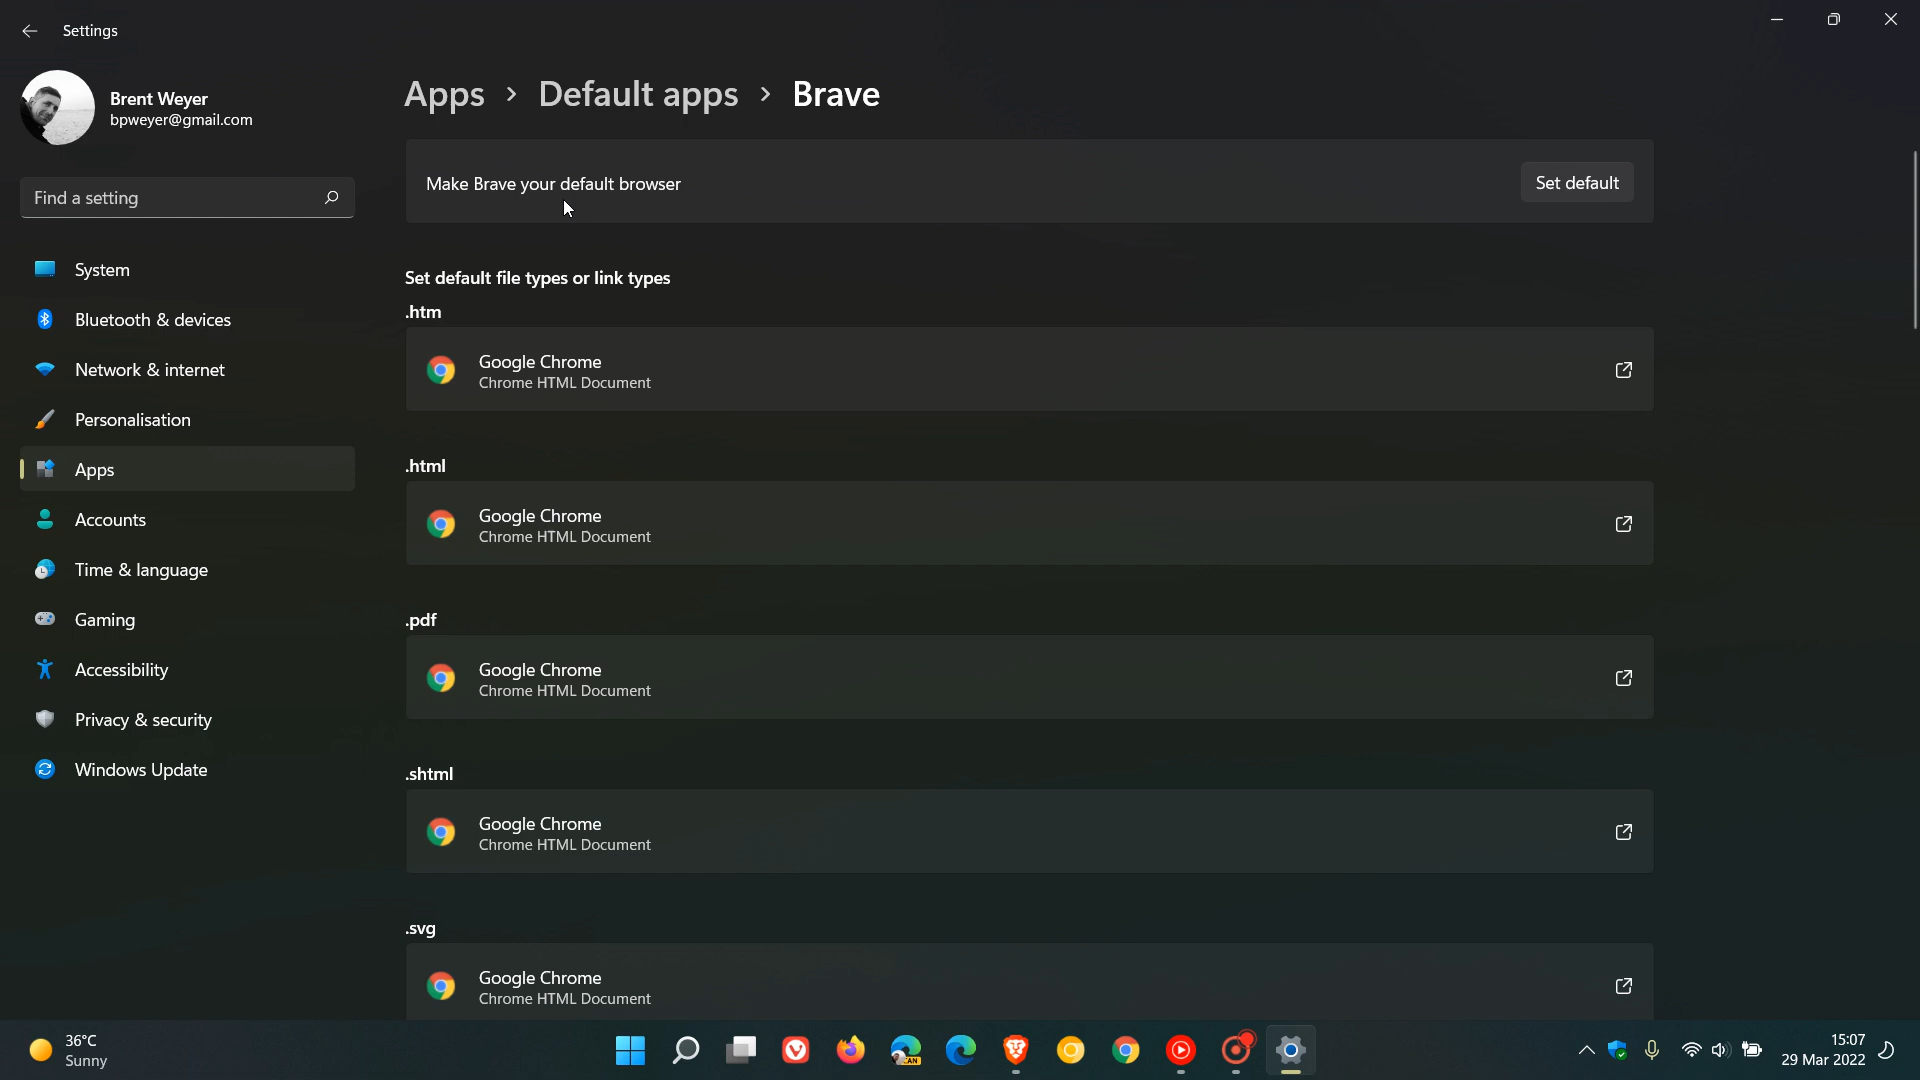 Settings
Brent Weyer
bpweyer@gmail.com
Find a setting
System
Bluetooth & devices
Network & internet
Personalisation
Apps
Accounts
Time & language
Gaming
Accessibility
Privacy & security
Windows Update
Apps > Default apps > Brave
Make Brave your default browser
Set default
Set default file types or link types
.htm
Google Chrome
Chrome HTML Document
.html
Google Chrome
Chrome HTML Document
.pdf
Google Chrome
Chrome HTML Document
.shtml
Google Chrome
Chrome HTML Document
.svg
Google Chrome
Chrome HTML Document
36°C
Sunny
CAN
15:07
29 Mar 2022